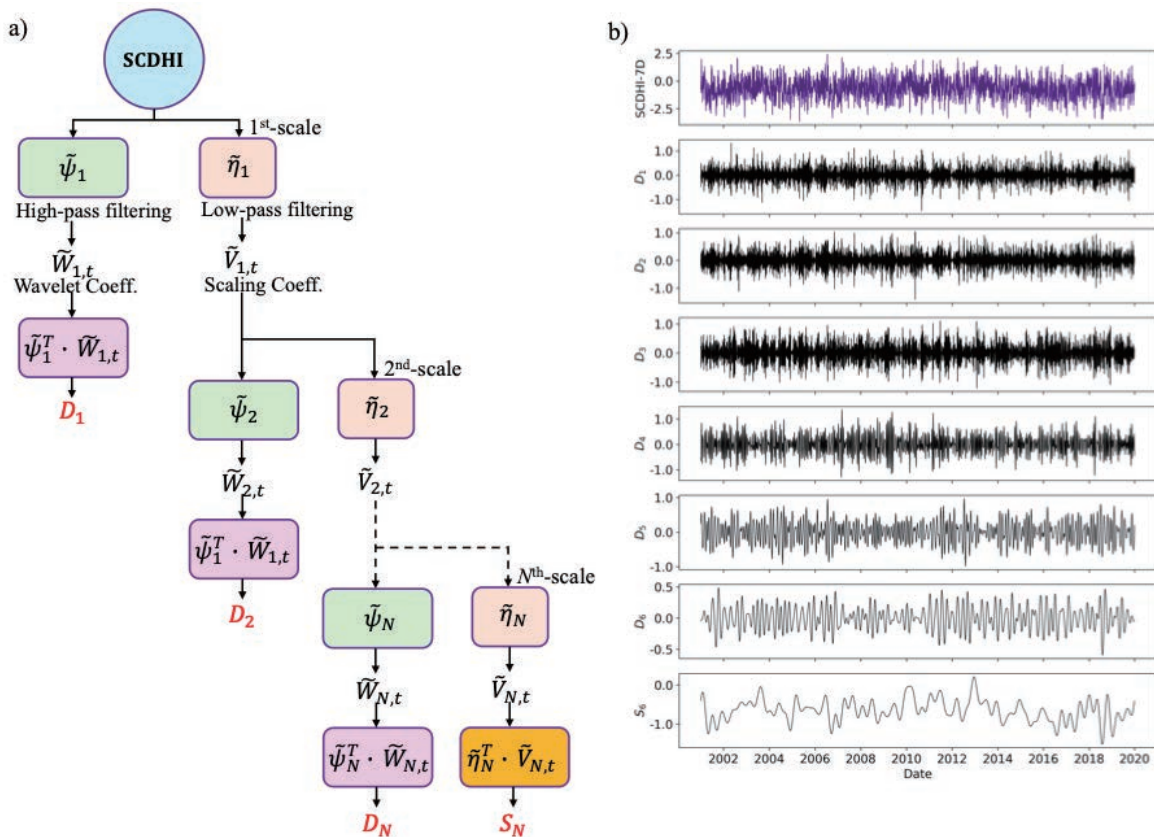 a)
SCDHI
1st-scale
ψ̃₁
η̃₁
High-pass filtering
Low-pass filtering
W̃₁,t
Ṽ₁,t
Wavelet Coeff.
Scaling Coeff.
ψ̃₁ᵀ · W̃₁,t
D₁
2nd-scale
ψ̃₂
η̃₂
W̃₂,t
Ṽ₂,t
ψ̃₁ᵀ · W̃₁,t
D₂
Nth-scale
ψ̃N
η̃N
W̃N,t
ṼN,t
ψ̃Nᵀ · W̃N,t
η̃Nᵀ · ṼN,t
DN
SN
b)
SCDHI-7D
2.5
0.0
-2.5
D₁
1.0
0.0
-1.0
D₂
1.0
0.0
-1.0
D₃
1.0
0.0
-1.0
D₄
1.0
0.0
-1.0
D₅
1.0
0.0
-1.0
D₆
0.5
0.0
-0.5
S₆
0.0
-1.0
2002 2004 2006 2008 2010 2012 2014 2016 2018 2020
Date